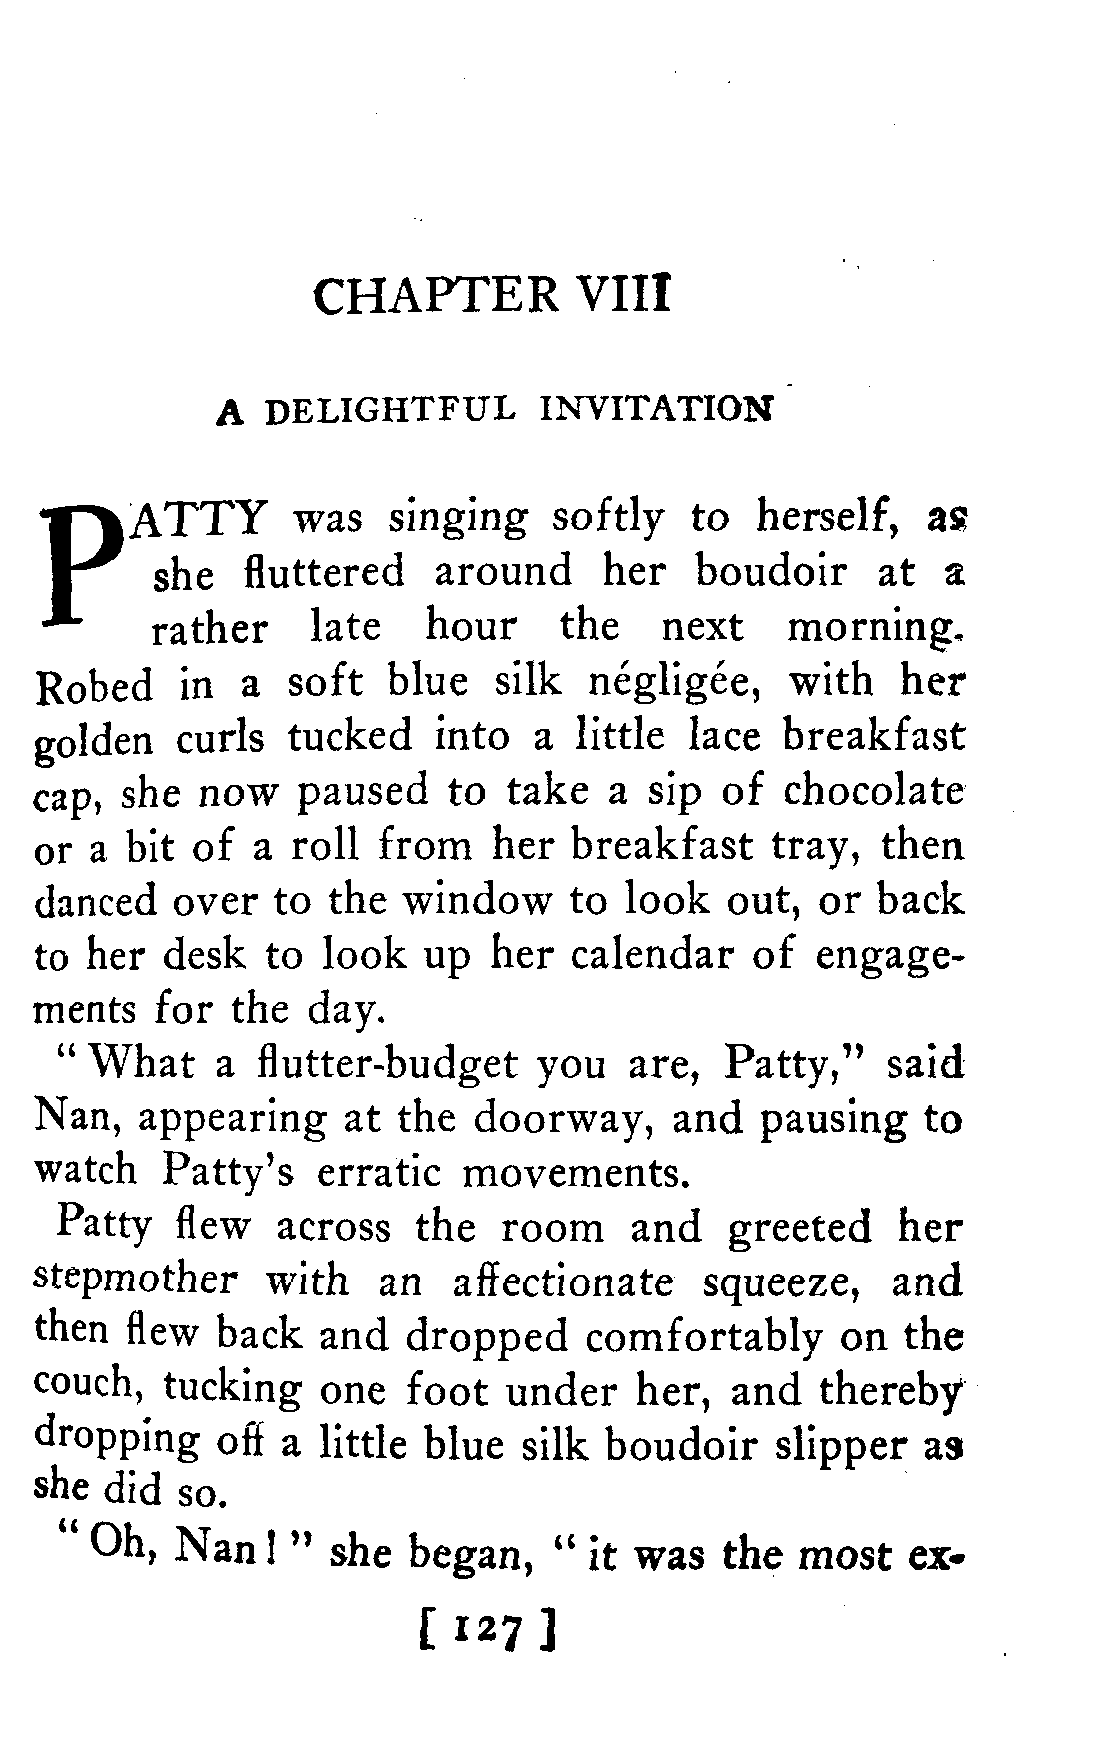 CHAPTER VIII
A DELIGHTFUL INVITATION
PATTY was singing softly to herself, as
she fluttered around her boudoir at a
rather late hour the next morning.
Robed in a soft blue silk négligée, with her
golden curls tucked into a little lace breakfast
cap, she now paused to take a sip of chocolate
or a bit of a roll from her breakfast tray, then
danced over to the window to look out, or back
to her desk to look up her calendar of engage-
ments for the day.
“ What a flutter-budget you are, Patty,” said
Nan, appearing at the doorway, and pausing to
watch Patty's erratic movements.
Patty flew across the room and greeted her
stepmother with an affectionate squeeze, and
then flew back and dropped comfortably on the
couch, tucking one foot under her, and thereby
dropping off a little blue silk boudoir slipper as
she did so.
“ Oh, Nan! ” she began, “ it was the most ex-
[ 127 ]